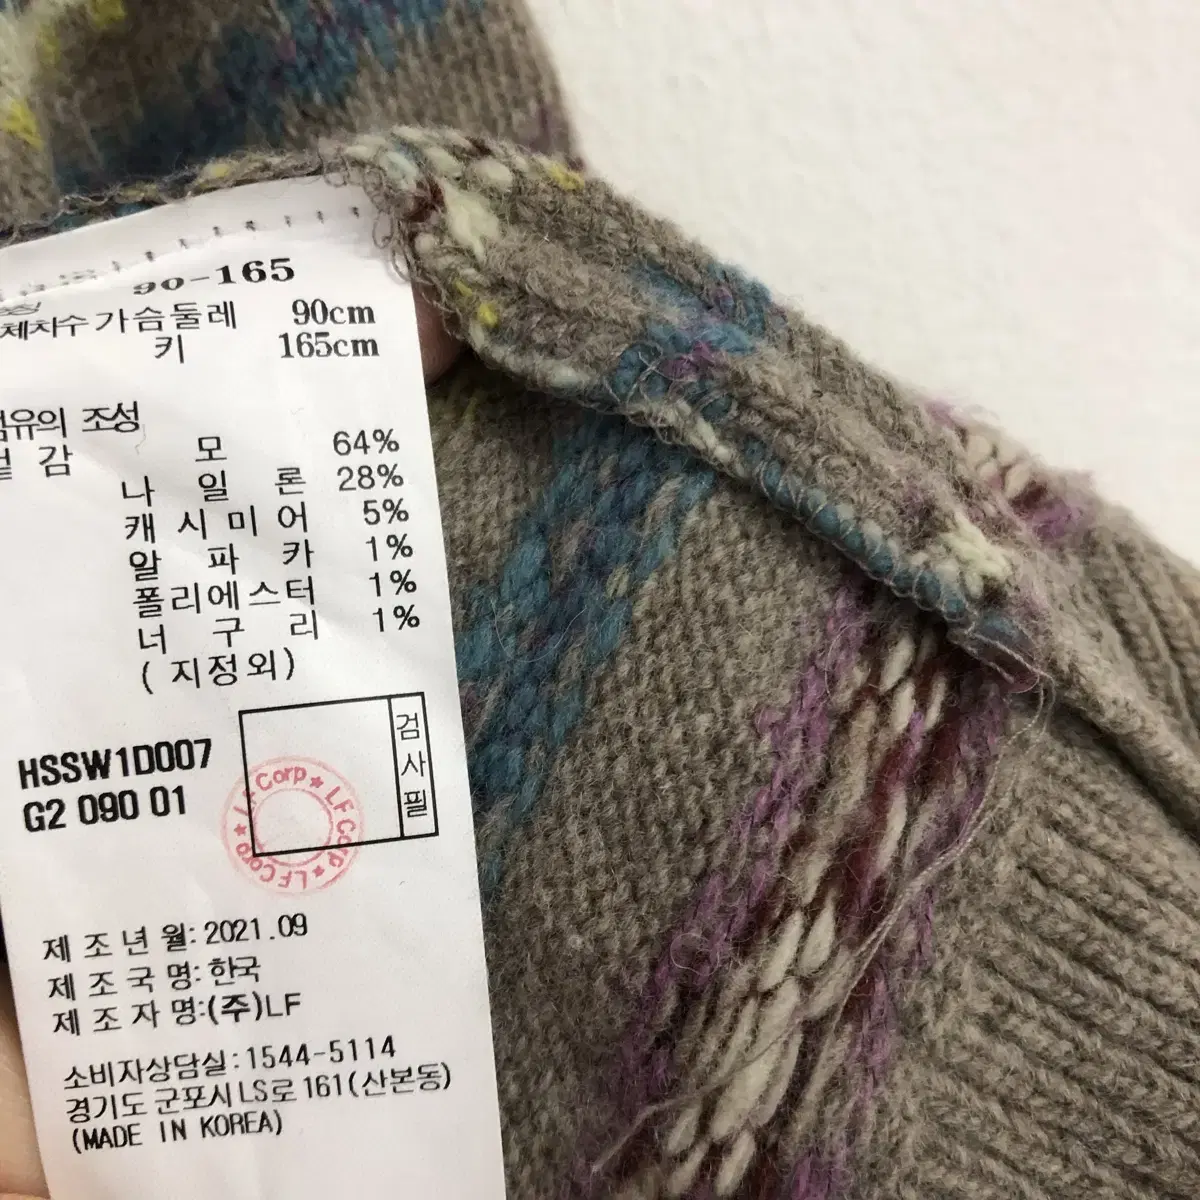 90-165
체치수 가슴둘레 90cm
키 165cm
섬유의 조성
겉감 모 64%
나일론 28%
캐시미어 5%
알파카 1%
폴리에스터 1%
너구리 1%
(지정외)
검사필
HSSW1D007
G2 090 01
LF Corp ★ LF Corp ★ LF Corp ★
제조년월: 2021.09
제조국명: 한국
제조자명:(주)LF
소비자상담실:1544-5114
경기도 군포시 LS로 161(산본동)
(MADE IN KOREA)